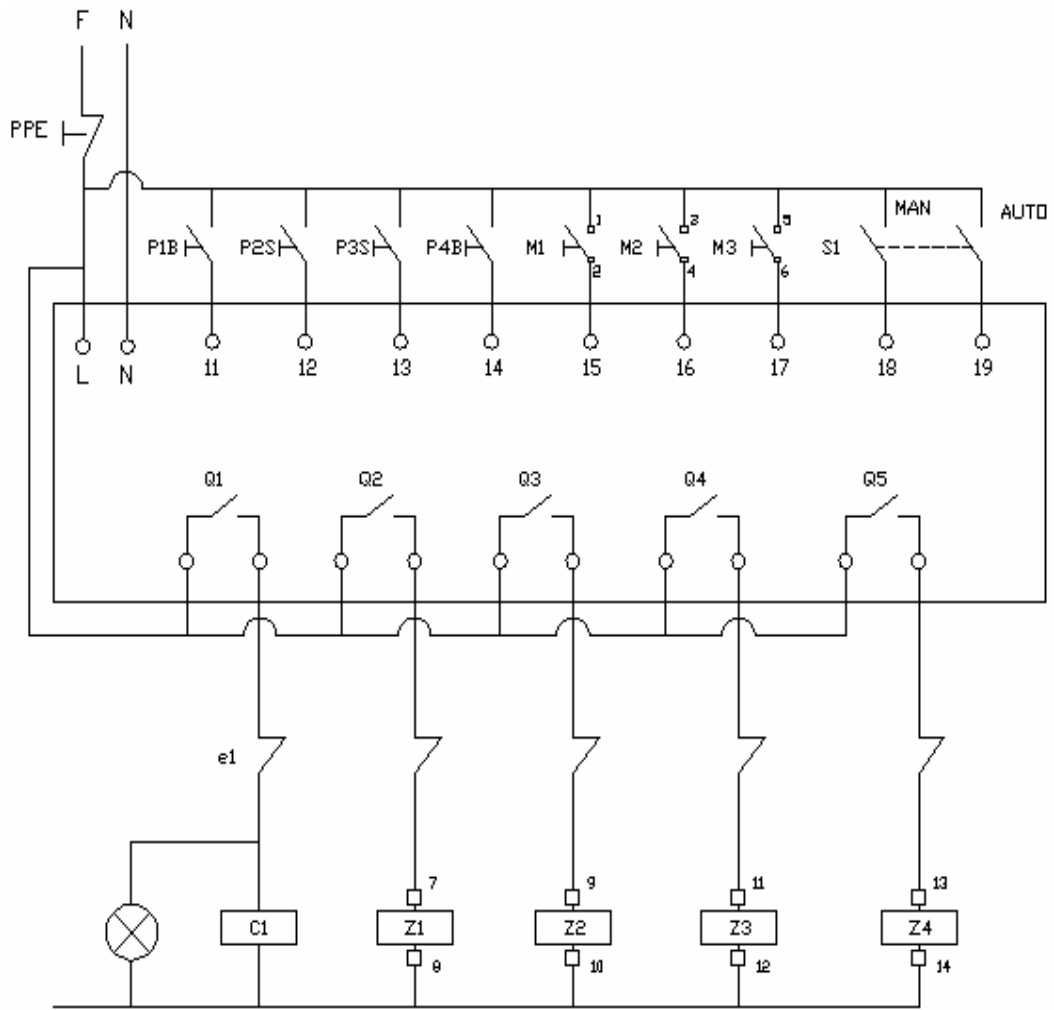 F N
PPE
MAN AUTO
1 3 5
P1B P2S P3S P4B M1 M2 M3 S1
2 4 6
L N 11 12 13 14 15 16 17 18 19
Q1 Q2 Q3 Q4 Q5
e1
7 9 11 13
C1 Z1 Z2 Z3 Z4
8 10 12 14